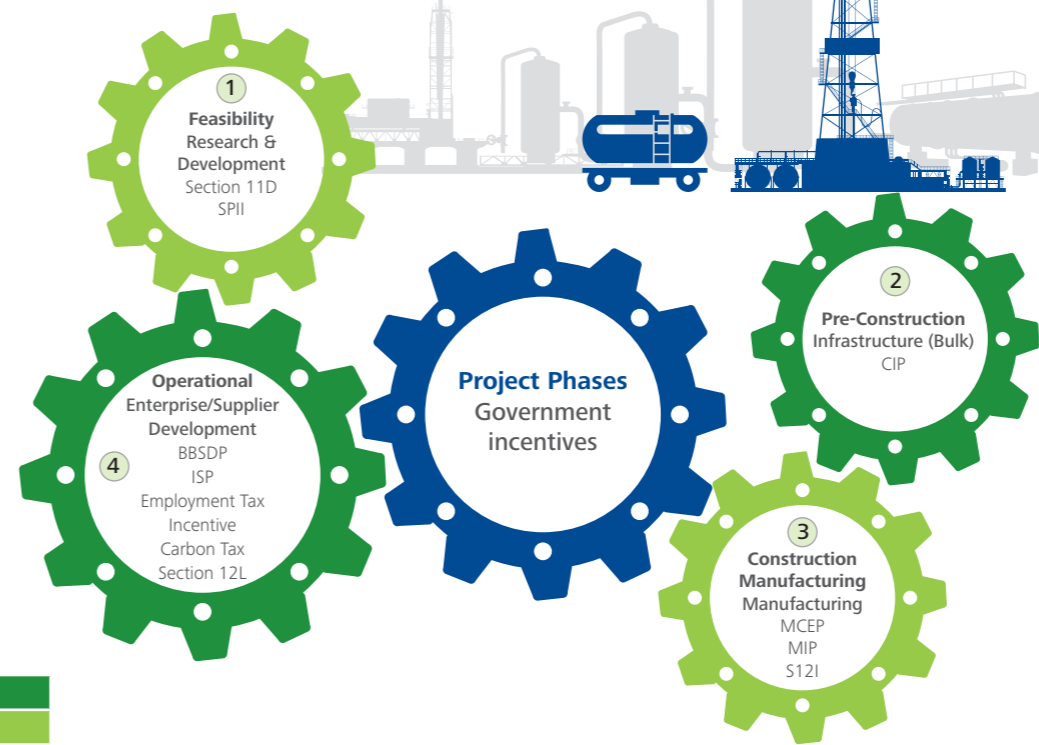 1
Feasibility
Research &
Development
Section 11D
SPII
2
Pre-Construction
Infrastructure (Bulk)
CIP
Project Phases
Government
incentives
3
Construction
Manufacturing
Manufacturing
MCEP
MIP
S12I
4
Operational
Enterprise/Supplier
Development
BBSDP
ISP
Employment Tax
Incentive
Carbon Tax
Section 12L